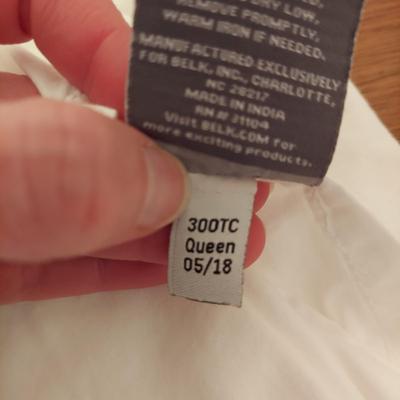 DRY LOW,
REMOVE PROMPTLY,
WARM IRON IF NEEDED.
MANUFACTURED EXCLUSIVELY
FOR BELK, INC., CHARLOTTE,
NC 28217
MADE IN INDIA
RN# 31104
Visit BELK.COM for
more exciting products.
300TC
Queen
05/18